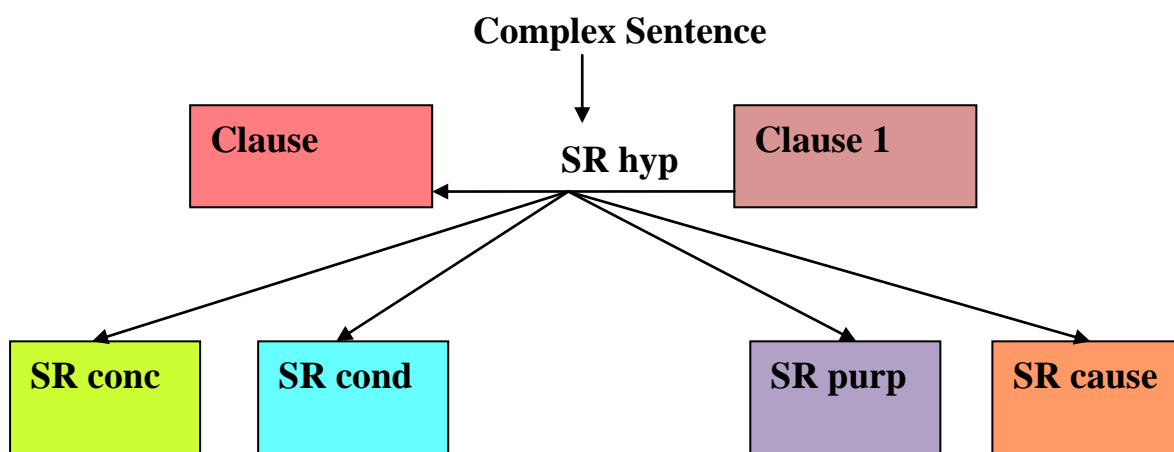 Complex Sentence
Clause
SR hyp
Clause 1
SR conc
SR cond
SR purp
SR cause